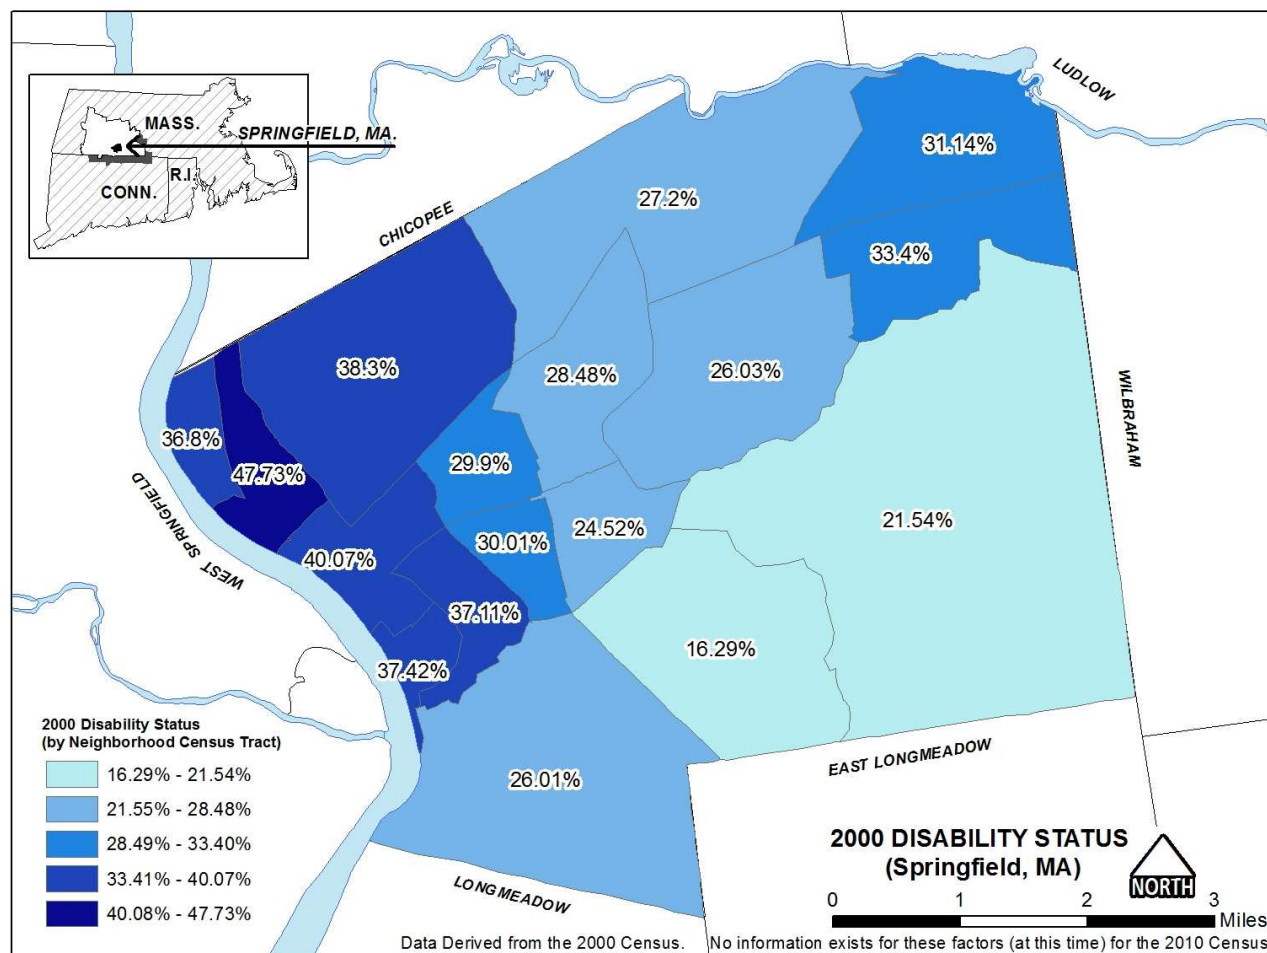 LUDLOW
MASS.
SPRINGFIELD, MA.
R.I.
CONN.
CHICOPEE
31.14%
27.2%
33.4%
38.3%
28.48%
26.03%
WILBRAHAM
36.8%
47.73%
29.9%
WEST SPRINGFIELD
24.52%
21.54%
30.01%
40.07%
37.11%
16.29%
37.42%
26.01%
EAST LONGMEADOW
LONGMEADOW
2000 Disability Status
(by Neighborhood Census Tract)
16.29% - 21.54%
21.55% - 28.48%
28.49% - 33.40%
33.41% - 40.07%
40.08% - 47.73%
2000 DISABILITY STATUS
(Springfield, MA)
NORTH
0 1 2 3
Miles
Data Derived from the 2000 Census. No information exists for these factors (at this time) for the 2010 Census